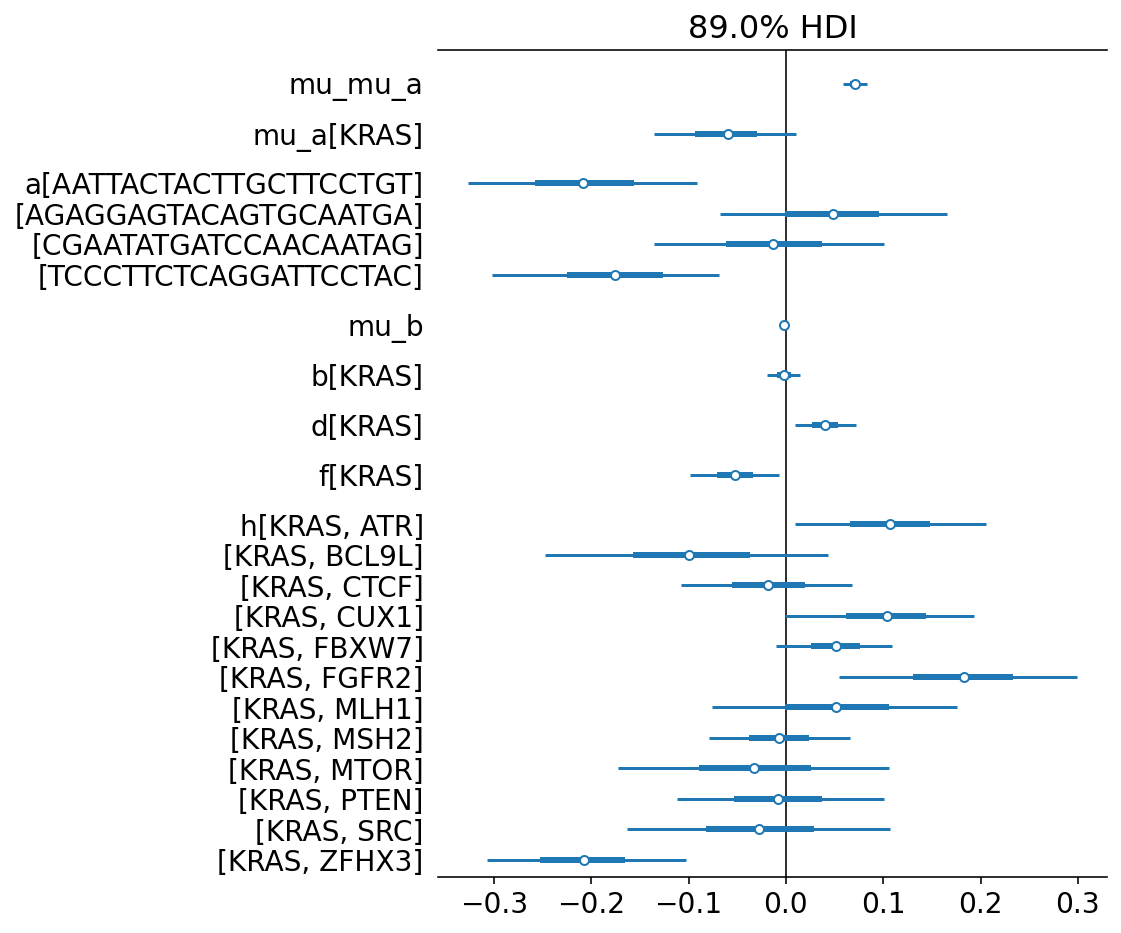 89.0% HDI
mu_mu_a
mu_a[KRAS]
a[AATTACTACTTGCTTCCTGT]
[AGAGGAGTACAGTGCAATGA]
[CGAATATGATCCAACAATAG]
[TCCCTTCTCAGGATTCCTAC]
mu_b
b[KRAS]
d[KRAS]
f[KRAS]
h[KRAS, ATR]
[KRAS, BCL9L]
[KRAS, CTCF]
[KRAS, CUX1]
[KRAS, FBXW7]
[KRAS, FGFR2]
[KRAS, MLH1]
[KRAS, MSH2]
[KRAS, MTOR]
[KRAS, PTEN]
[KRAS, SRC]
[KRAS, ZFHX3]
−0.3 −0.2 −0.1 0.0 0.1 0.2 0.3